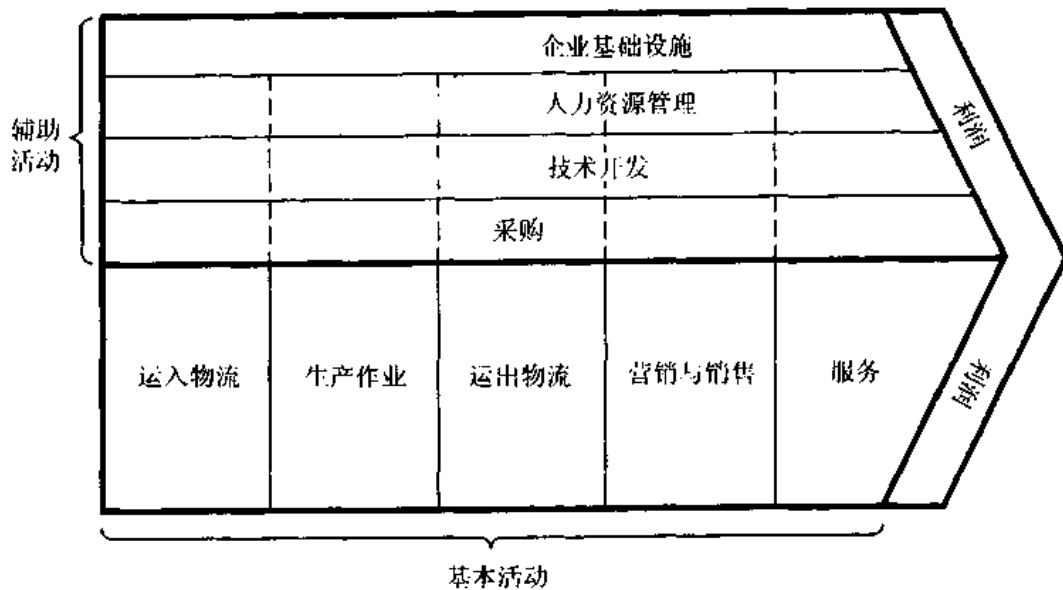 企业基础设施
人力资源管理
技术开发
采购
辅助
活动
利润
利润
运入物流
生产作业
运出物流
营销与销售
服务
基本活动